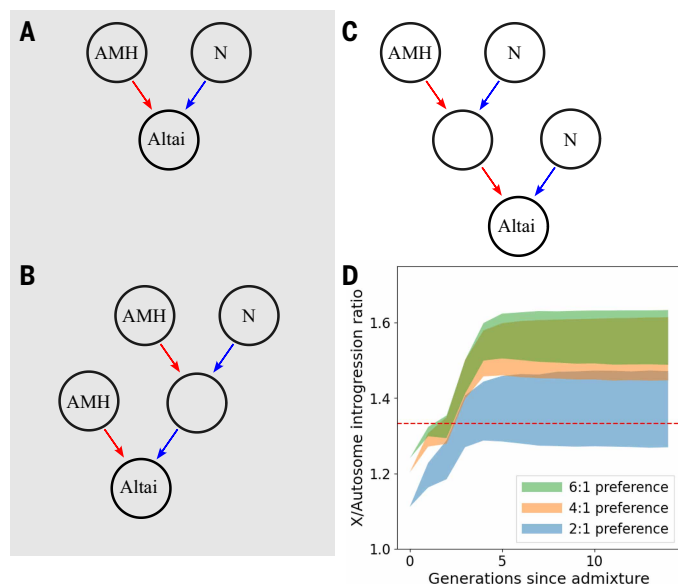 A
AMH
N
Altai
B
AMH
N
AMH
Altai
C
AMH
N
N
Altai
D
X/Autosome introgression ratio
1.6
1.4
1.2
1.0
6:1 preference
4:1 preference
2:1 preference
0
5
10
Generations since admixture